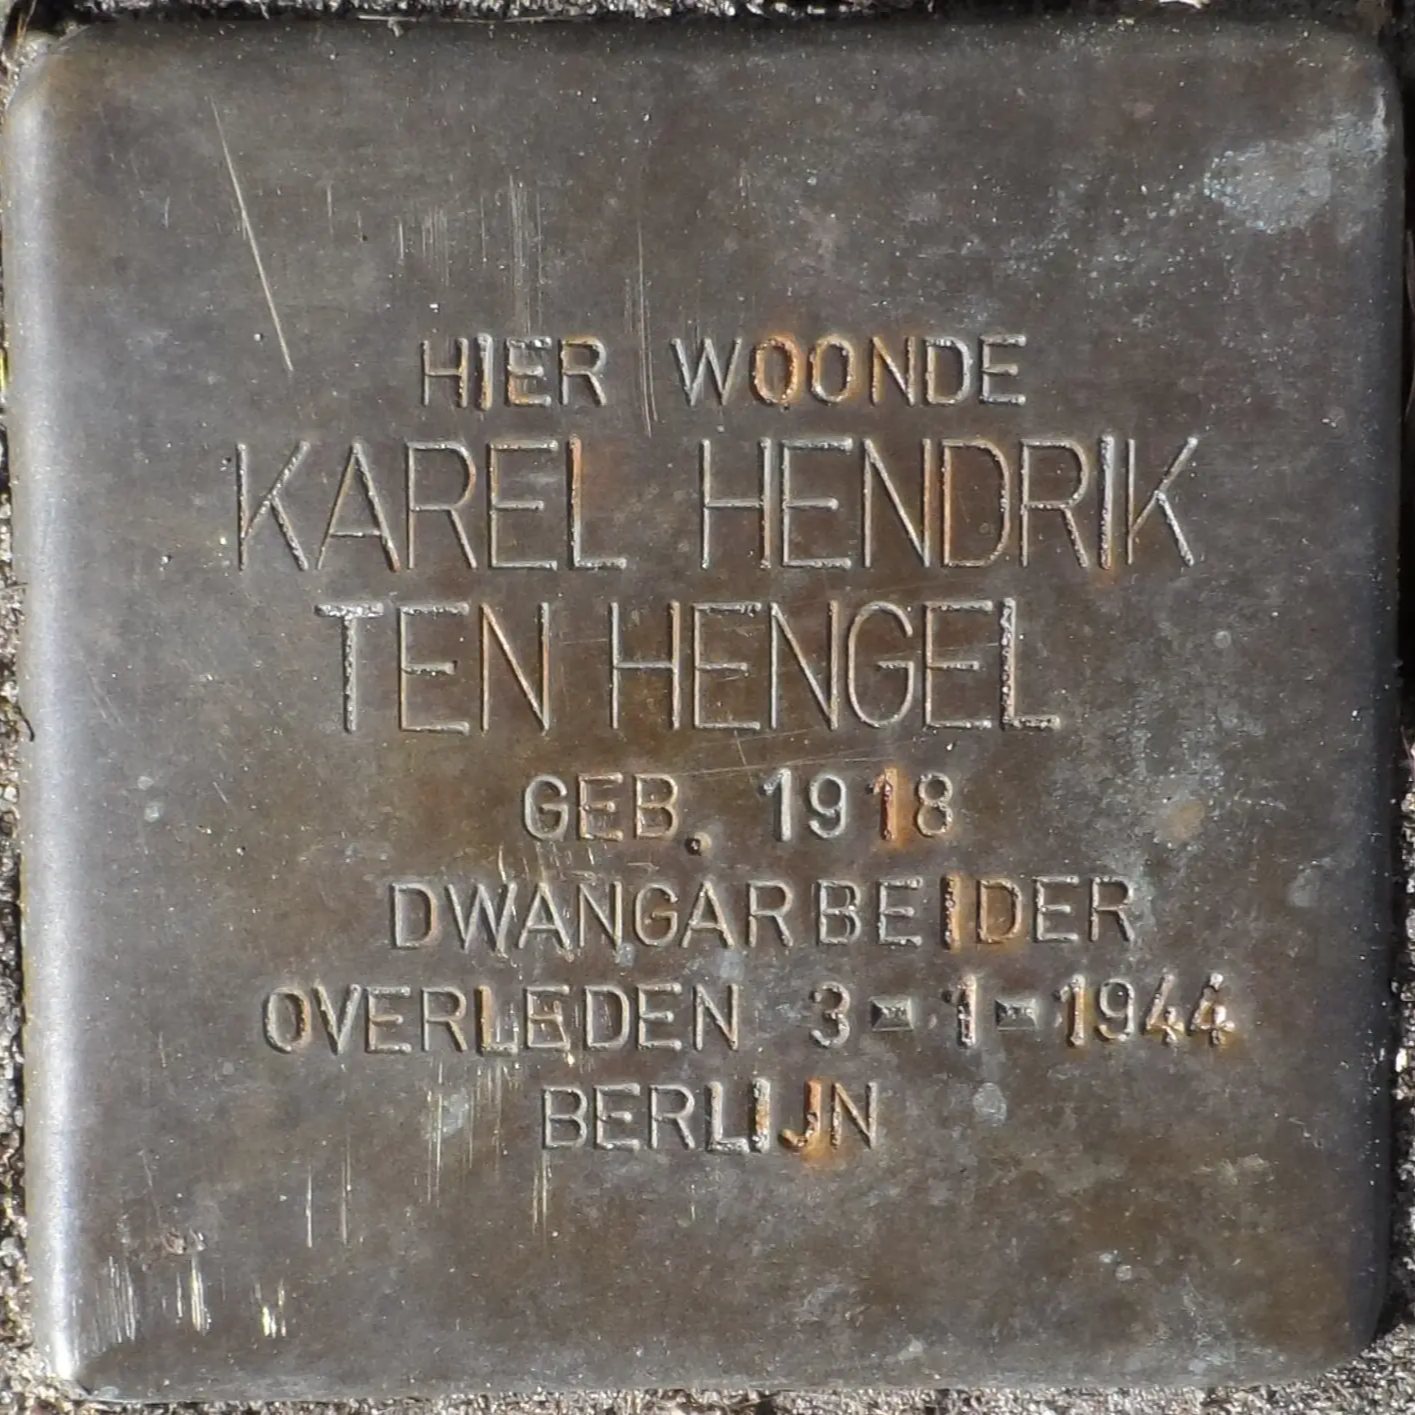 HIER WOONDE
KAREL HENDRIK
TEN HENGEL
GEB. 1918
DWANGARBEIDER
OVERLEDEN 3-1-1944
BERLIJN